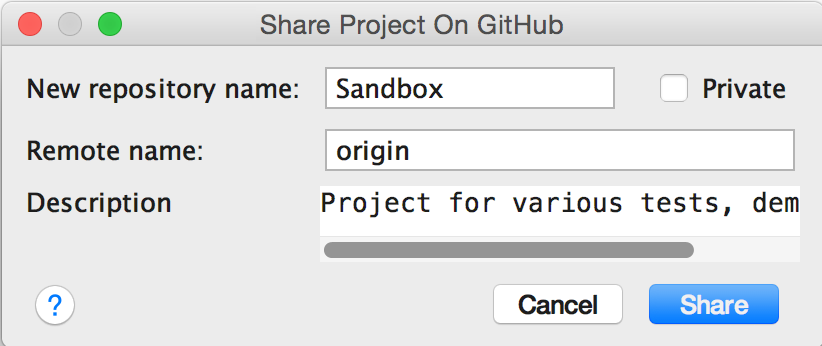 Share Project On GitHub
New repository name: Sandbox Private
Remote name: origin
Description Project for various tests, dem
? Cancel Share